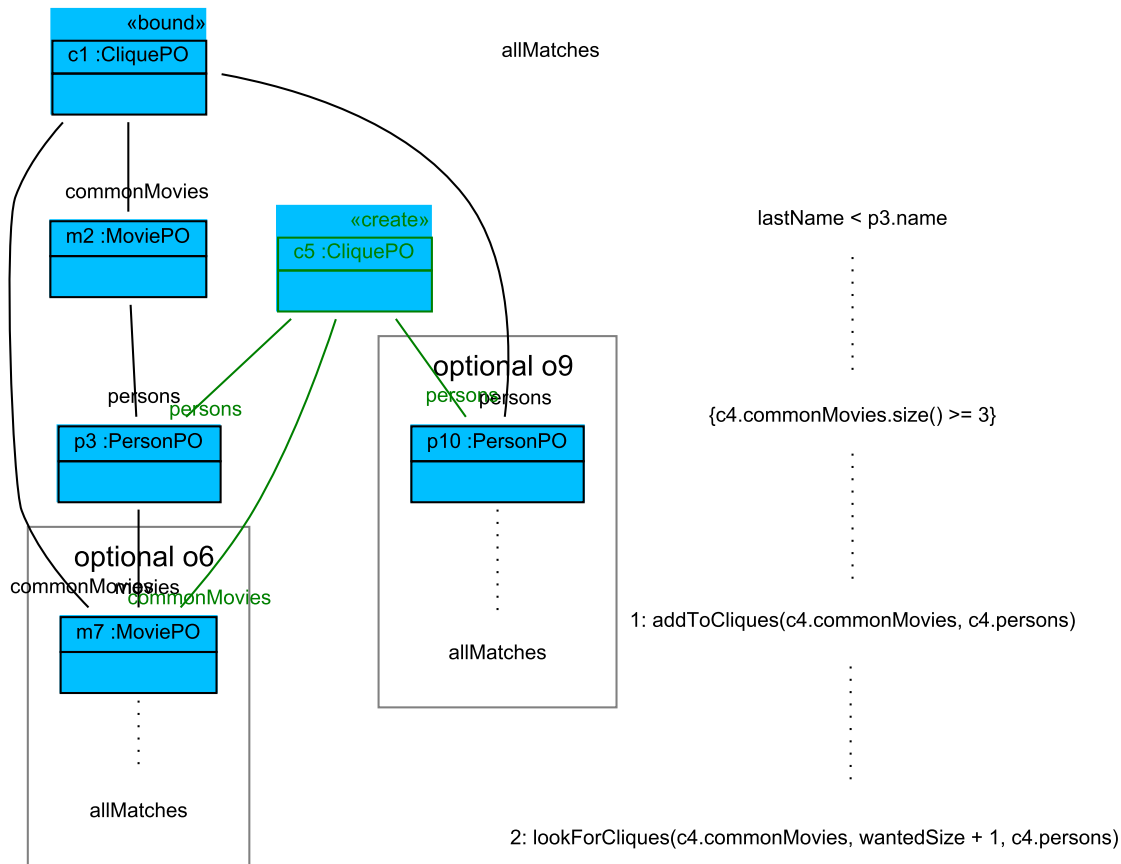 «bound»
c1 :CliquePO
allMatches
commonMovies
m2 :MoviePO
«create»
c5 :CliquePO
lastName < p3.name
optional o9
persons
persons
persons
persons
p3 :PersonPO
p10 :PersonPO
{c4.commonMovies.size() >= 3}
optional o6
commonMovies
movies
commonMovies
m7 :MoviePO
allMatches
1: addToCliques(c4.commonMovies, c4.persons)
allMatches
2: lookForCliques(c4.commonMovies, wantedSize + 1, c4.persons)